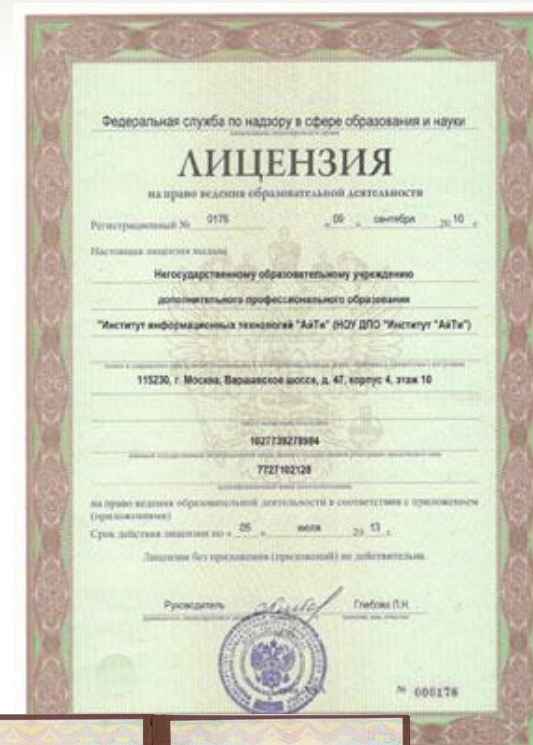 Федеральная служба по надзору в сфере образования и науки
ЛИЦЕНЗИЯ
на право ведения образовательной деятельности
Регистрационный № 0176 « 09 » сентября 20 10 г.
Настоящая лицензия выдана
Негосударственному образовательному учреждению
дополнительного профессионального образования
"Институт информационных технологий "АйТи" (НОУ ДПО "Институт "АйТи")
115230, г. Москва, Варшавское шоссе, д. 47, корпус 4, этаж 10
1027739278984
7727102128
на право ведения образовательной деятельности в соответствии с приложением
(приложениями)
Срок действия лицензии по « 05 » июля 20 13 г.
Лицензия без приложения (приложений) не действительна.
Руководитель Глебова Л.Н.
№ 000178